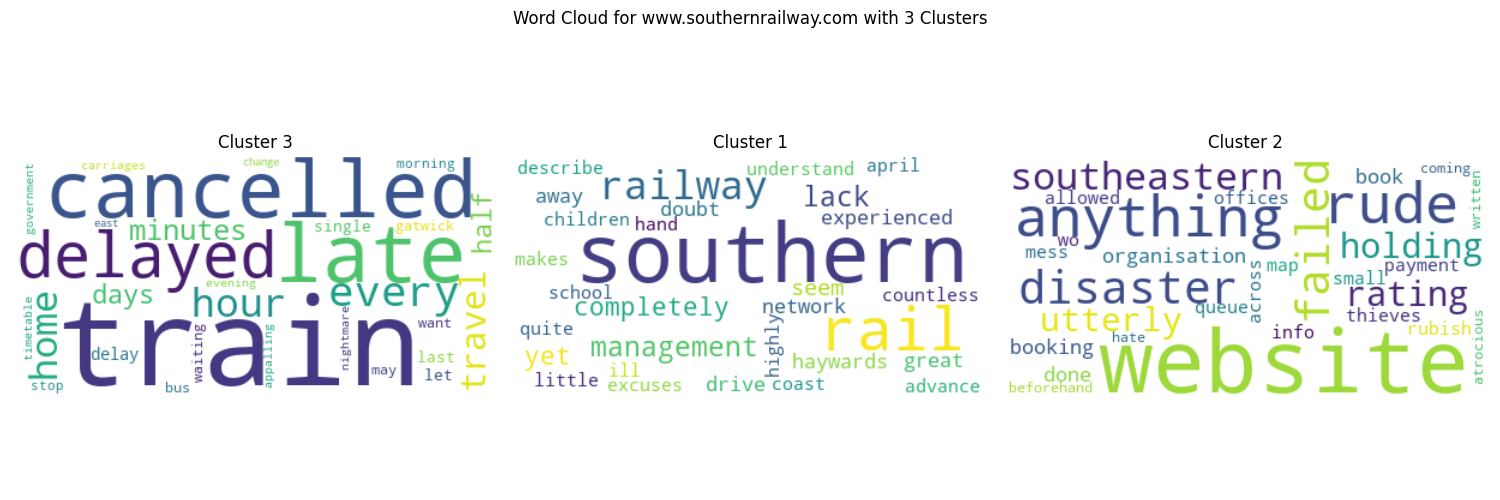 Word Cloud for www.southernrailway.com with 3 Clusters
Cluster 3
carriages
change
morning
government
cancelled
east
minutes
single
gatwick
half
delayed
late
evening
days
hour
every
timetable
home
train
travel
delay
waiting
appalling
nightmare
want
may
last
let
stop
bus
Cluster 1
describe
understand
april
away
railway
lack
doubt
children
hand
experienced
southern
makes
school
seem
countless
completely
network
quite
rail
yet
management
highly
haywards
great
little
ill
excuses
drive
coast
advance
Cluster 2
southeastern
failed
book
coming
allowed
offices
rude
written
anything
wo
mess
organisation
holding
across
map
small
payment
disaster
queue
rating
utterly
thieves
info
rubish
booking
hate
website
atrocious
done
beforehand